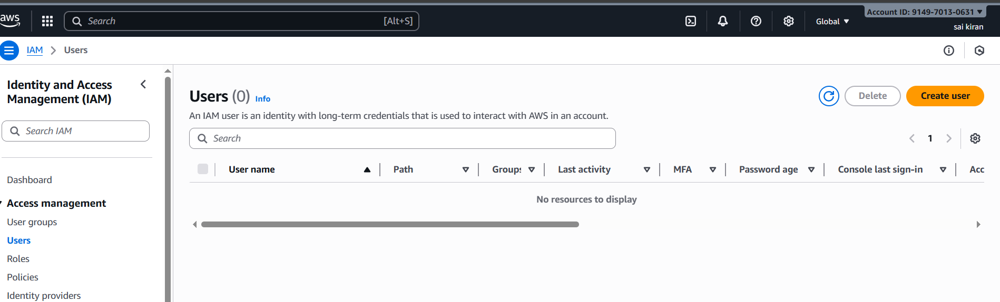 aws
Search [Alt+S]
Global
Account ID: 9149-7013-0631
sai kiran
IAM > Users
Identity and Access
Management (IAM)
Search IAM
Dashboard
Access management
User groups
Users
Roles
Policies
Identity providers
Users (0) Info
Delete
Create user
An IAM user is an identity with long-term credentials that is used to interact with AWS in an account.
Search
1
User name Path Groups Last activity MFA Password age Console last sign-in Acc
No resources to display